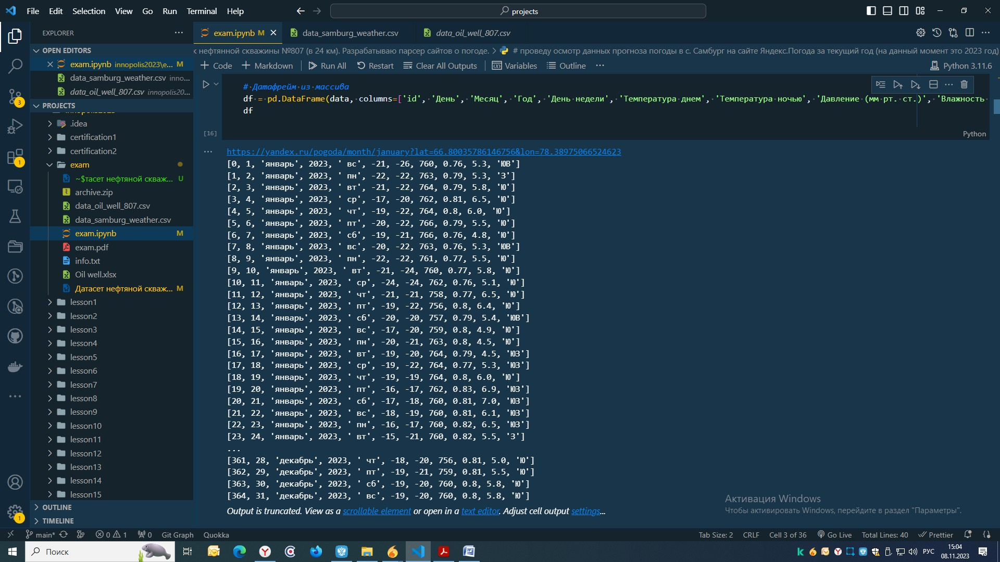 File Edit Selection View Go Run Terminal Help
projects
EXPLORER
OPEN EDITORS
exam.ipynb innopolis2023\e... M
data_samburg_weather.csv inno...
data_oil_well_807.csv innopolis20...
PROJECTS
.idea
certification1
certification2
exam
~$тасет нефтяной скваж... U
archive.zip
data_oil_well_807.csv
data_samburg_weather.csv
exam.ipynb M
exam.pdf
info.txt
Oil well.xlsx
Датасет нефтяной скваж... M
lesson1
lesson2
lesson3
lesson4
lesson5
lesson6
lesson7
lesson8
lesson9
lesson10
lesson11
lesson12
lesson13
lesson14
lesson15
OUTLINE
TIMELINE
3
1
1
exam.ipynb M
data_samburg_weather.csv
data_oil_well_807.csv
к нефтянной скважины №807 (в 24 км). Разрабатываю парсер сайтов о погоде. > # проведу осмотр данных прогноза погоды в с. Самбург на сайте Яндекс.Погода за текущий год (на данный момент это 2023 год)
+ Code + Markdown Run All Restart Clear All Outputs Variables Outline ... Python 3.11.6
# Датафрейм из массива
df = pd.DataFrame(data, columns=['id', 'День', 'Месяц', 'Год', 'День недели', 'Температура днем', 'Температура ночью', 'Давление (мм рт. ст.)', 'Влажность
df
[16]
Python
https://yandex.ru/pogoda/month/january?lat=66.80035786146756&lon=78.38975066524623
[0, 1, 'январь', 2023, ' вс', -21, -26, 760, 0.76, 5.3, 'ЮВ']
[1, 2, 'январь', 2023, ' пн', -22, -22, 763, 0.79, 5.3, 'З']
[2, 3, 'январь', 2023, ' вт', -21, -22, 764, 0.79, 5.8, 'Ю']
[3, 4, 'январь', 2023, ' ср', -17, -20, 762, 0.81, 6.5, 'Ю']
[4, 5, 'январь', 2023, ' чт', -19, -22, 764, 0.8, 6.0, 'Ю']
[5, 6, 'январь', 2023, ' пт', -20, -22, 766, 0.79, 5.5, 'Ю']
[6, 7, 'январь', 2023, ' сб', -19, -21, 766, 0.76, 4.8, 'Ю']
[7, 8, 'январь', 2023, ' вс', -20, -22, 763, 0.76, 5.3, 'ЮВ']
[8, 9, 'январь', 2023, ' пн', -22, -22, 761, 0.77, 5.5, 'Ю']
[9, 10, 'январь', 2023, ' вт', -21, -24, 760, 0.77, 5.8, 'Ю']
[10, 11, 'январь', 2023, ' ср', -24, -24, 762, 0.76, 5.1, 'Ю']
[11, 12, 'январь', 2023, ' чт', -21, -21, 758, 0.77, 6.5, 'Ю']
[12, 13, 'январь', 2023, ' пт', -19, -22, 756, 0.8, 6.4, 'Ю']
[13, 14, 'январь', 2023, ' сб', -20, -20, 757, 0.79, 5.4, 'ЮВ']
[14, 15, 'январь', 2023, ' вс', -17, -20, 759, 0.8, 4.9, 'Ю']
[15, 16, 'январь', 2023, ' пн', -20, -21, 763, 0.8, 4.5, 'Ю']
[16, 17, 'январь', 2023, ' вт', -19, -20, 764, 0.79, 4.5, 'ЮЗ']
[17, 18, 'январь', 2023, ' ср', -19, -22, 764, 0.77, 5.3, 'ЮЗ']
[18, 19, 'январь', 2023, ' чт', -19, -19, 764, 0.8, 6.0, 'Ю']
[19, 20, 'январь', 2023, ' пт', -16, -17, 762, 0.83, 6.9, 'ЮЗ']
[20, 21, 'январь', 2023, ' сб', -17, -18, 760, 0.81, 7.0, 'ЮЗ']
[21, 22, 'январь', 2023, ' вс', -18, -19, 760, 0.81, 6.1, 'ЮЗ']
[22, 23, 'январь', 2023, ' пн', -16, -17, 760, 0.82, 6.5, 'ЮЗ']
[23, 24, 'январь', 2023, ' вт', -15, -21, 760, 0.82, 5.5, 'З']
...
[361, 28, 'декабрь', 2023, ' чт', -18, -20, 756, 0.81, 5.0, 'Ю']
[362, 29, 'декабрь', 2023, ' пт', -19, -21, 759, 0.81, 5.5, 'Ю']
[363, 30, 'декабрь', 2023, ' сб', -19, -20, 760, 0.8, 5.8, 'Ю']
[364, 31, 'декабрь', 2023, ' вс', -19, -20, 760, 0.8, 5.8, 'Ю']
Output is truncated. View as a scrollable element or open in a text editor. Adjust cell output settings...
Активация Windows
Чтобы активировать Windows, перейдите в раздел "Параметры".
main* 0 1 0 Git Graph Quokka Tab Size: 2 CRLF Cell 3 of 36 Go Live Total Lines: 40 Prettier
Поиск
РУС
15:04
08.11.2023